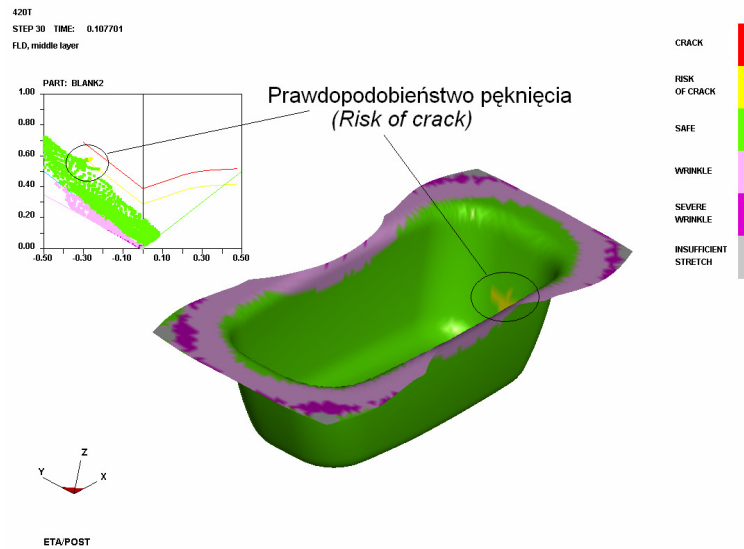 420T
STEP 30 TIME: 0.107701
FLD, middle layer
PART: BLANK2
1.00
0.80
0.60
0.40
0.20
0.00
-0.50 -0.30 -0.10 0.10 0.30 0.50
Prawdopodobieństwo pęknięcia
(Risk of crack)
CRACK
RISK
OF CRACK
SAFE
WRINKLE
SEVERE
WRINKLE
INSUFFICIENT
STRETCH
Z
Y
X
ETA/POST